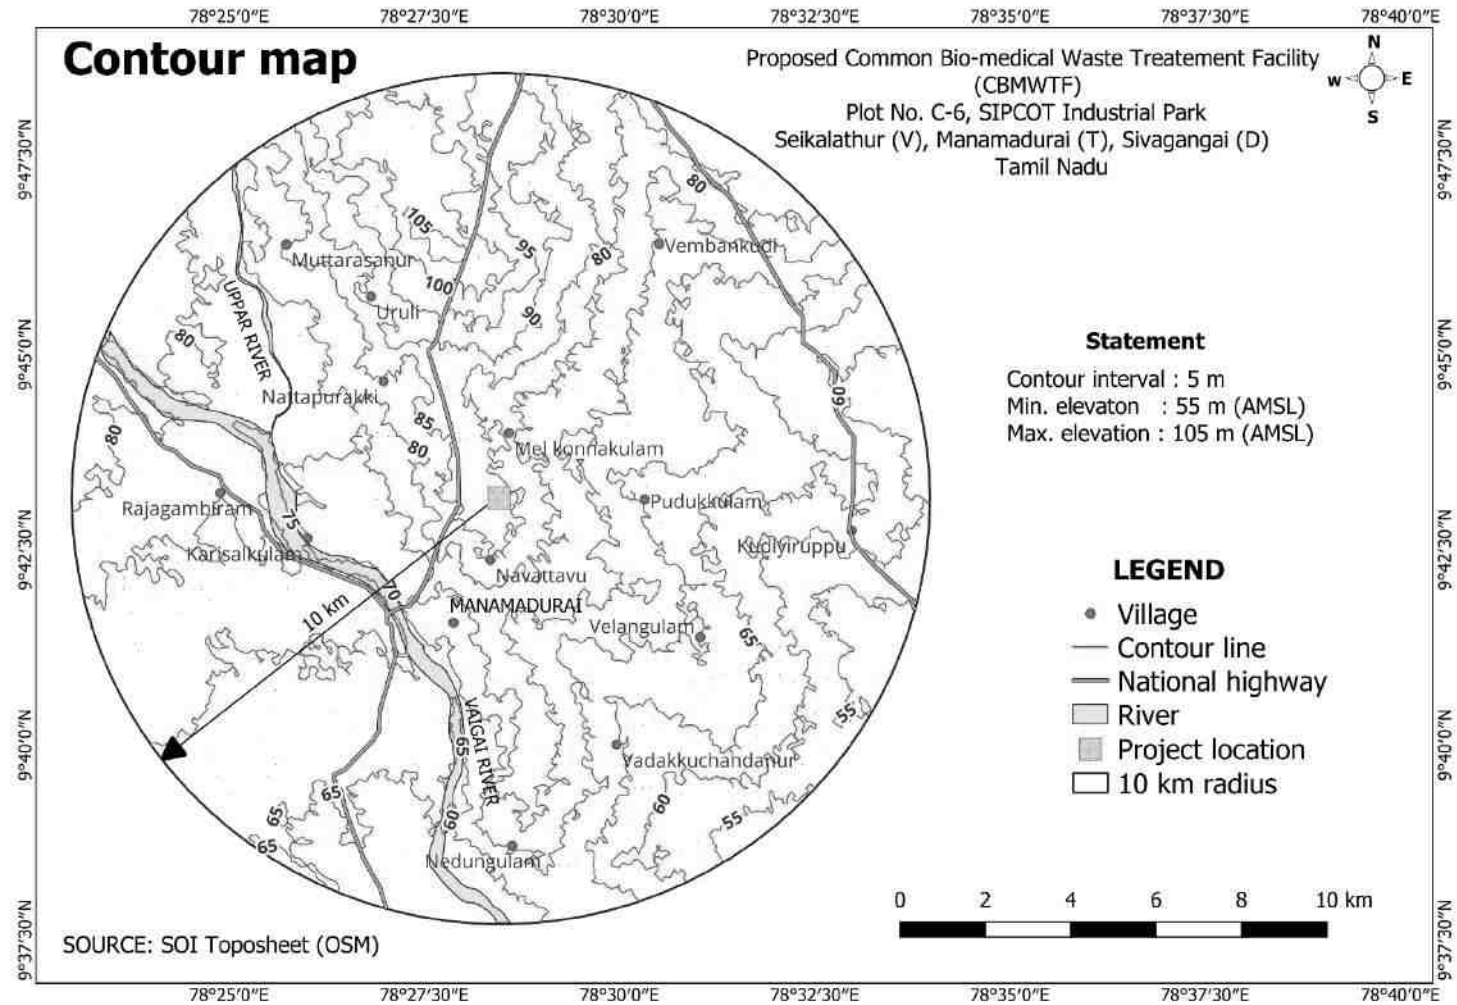 78°25′0″E 78°27′30″E 78°30′0″E 78°32′30″E 78°35′0″E 78°37′30″E 78°40′0″E
Contour map
Proposed Common Bio-medical Waste Treatement Facility
(CBMWTF)
Plot No. C-6, SIPCOT Industrial Park
Seikalathur (V), Manamadurai (T), Sivagangai (D)
Tamil Nadu
N
W E
S
9°47′30″N 9°47′30″N
80
105
95
80
Vembankudi
Muttarasanur
100
UPPAR RIVER
Uruli
90
80
9°45′0″N 9°45′0″N
Statement
Contour interval : 5 m
Min. elevaton : 55 m (AMSL)
Max. elevation : 105 m (AMSL)
Nattapurakki
60
85
80
80
Mel konnakulam
Rajagambiram
Pudukkulam
75
9°42′30″N 9°42′30″N
Karisalkulam
Kudiyiruppu
Navattavu
70
10 km
MANAMADURAI
Velangulam
65
LEGEND
Village
Contour line
National highway
River
Project location
10 km radius
55
9°40′0″N 9°40′0″N
VAIGAI RIVER
65
Vadakkuchandanur
65
65
60
60
55
65
Nedungulam
0 2 4 6 8 10 km
9°37′30″N 9°37′30″N
SOURCE: SOI Toposheet (OSM)
78°25′0″E 78°27′30″E 78°30′0″E 78°32′30″E 78°35′0″E 78°37′30″E 78°40′0″E